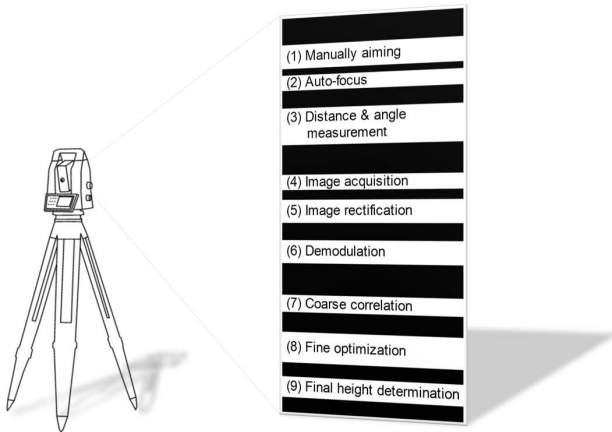 (1) Manually aiming
(2) Auto-focus
(3) Distance & angle
measurement
(4) Image acquisition
(5) Image rectification
(6) Demodulation
(7) Coarse correlation
(8) Fine optimization
(9) Final height determination